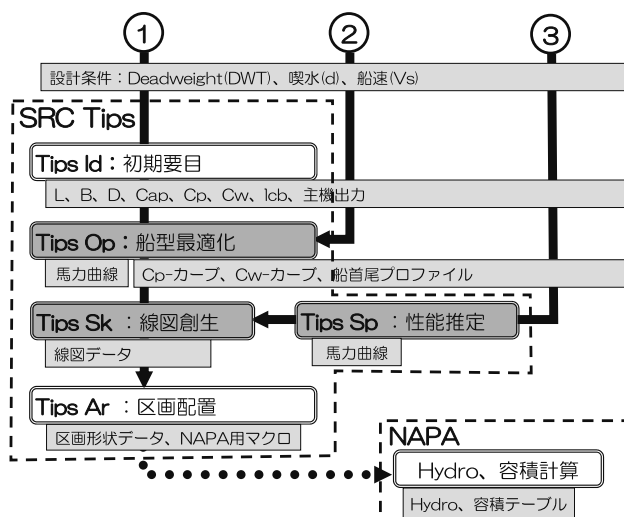 ① ② ③
設計条件:Deadweight(DWT)、喫水(d)、船速(Vs)
SRC Tips
Tips Id:初期要目
L、B、D、Cap、Cp、Cw、lcb、主機出力
Tips Op:船型最適化
馬力曲線 Cp-カーブ、Cw-カーブ、船首尾プロファイル
Tips Sk :線図創生 Tips Sp :性能推定
線図データ 馬力曲線
Tips Ar :区画配置
区画形状データ、NAPA用マクロ
NAPA
Hydro、容積計算
Hydro、容積テーブル